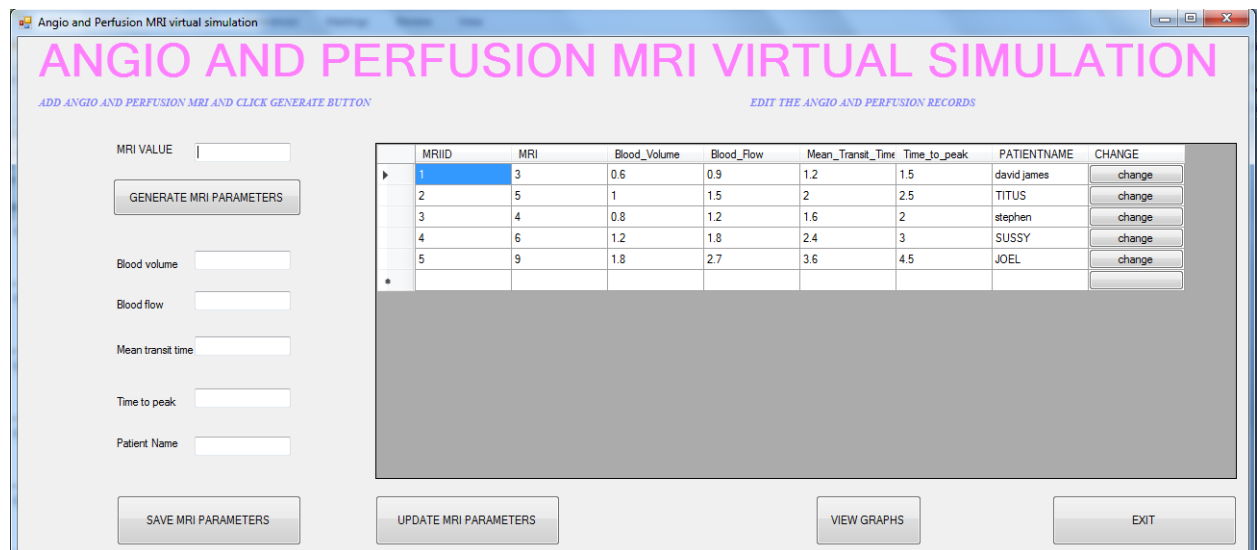 Angio and Perfusion MRI virtual simulation
ANGIO AND PERFUSION MRI VIRTUAL SIMULATION
ADD ANGIO AND PERFUSION MRI AND CLICK GENERATE BUTTON
EDIT THE ANGIO AND PERFUSION RECORDS
MRI VALUE
GENERATE MRI PARAMETERS
Blood volume
Blood flow
Mean transit time
Time to peak
Patient Name
MRIID MRI Blood_Volume Blood_Flow Mean_Transit_Time Time_to_peak PATIENTNAME CHANGE
1 3 0.6 0.9 1.2 1.5 david james change
2 5 1 1.5 2 2.5 TITUS change
3 4 0.8 1.2 1.6 2 stephen change
4 6 1.2 1.8 2.4 3 SUSSY change
5 9 1.8 2.7 3.6 4.5 JOEL change
SAVE MRI PARAMETERS
UPDATE MRI PARAMETERS
VIEW GRAPHS
EXIT